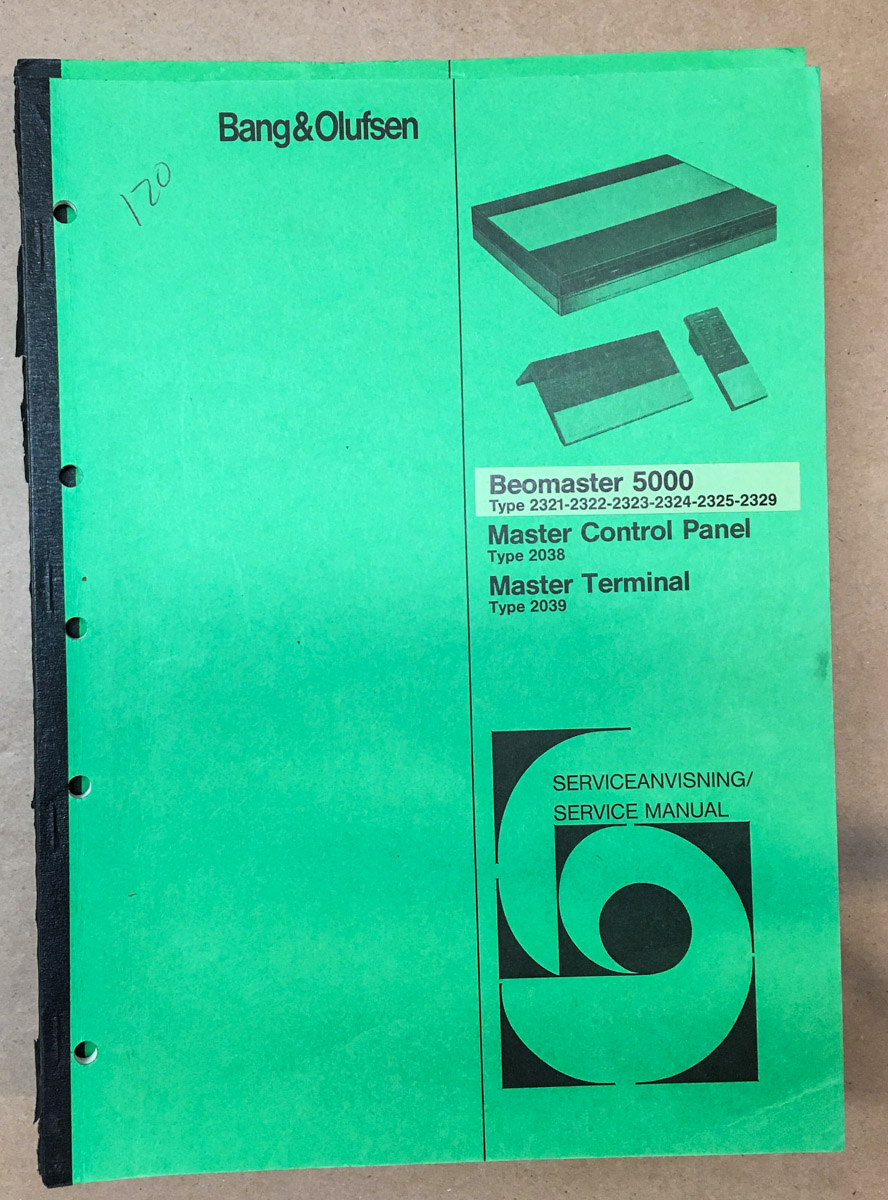 Bang&Olufsen
120
Beomaster 5000
Type 2321-2322-2323-2324-2325-2329
Master Control Panel
Type 2038
Master Terminal
Type 2039
SERVICEANVISNING/
SERVICE MANUAL